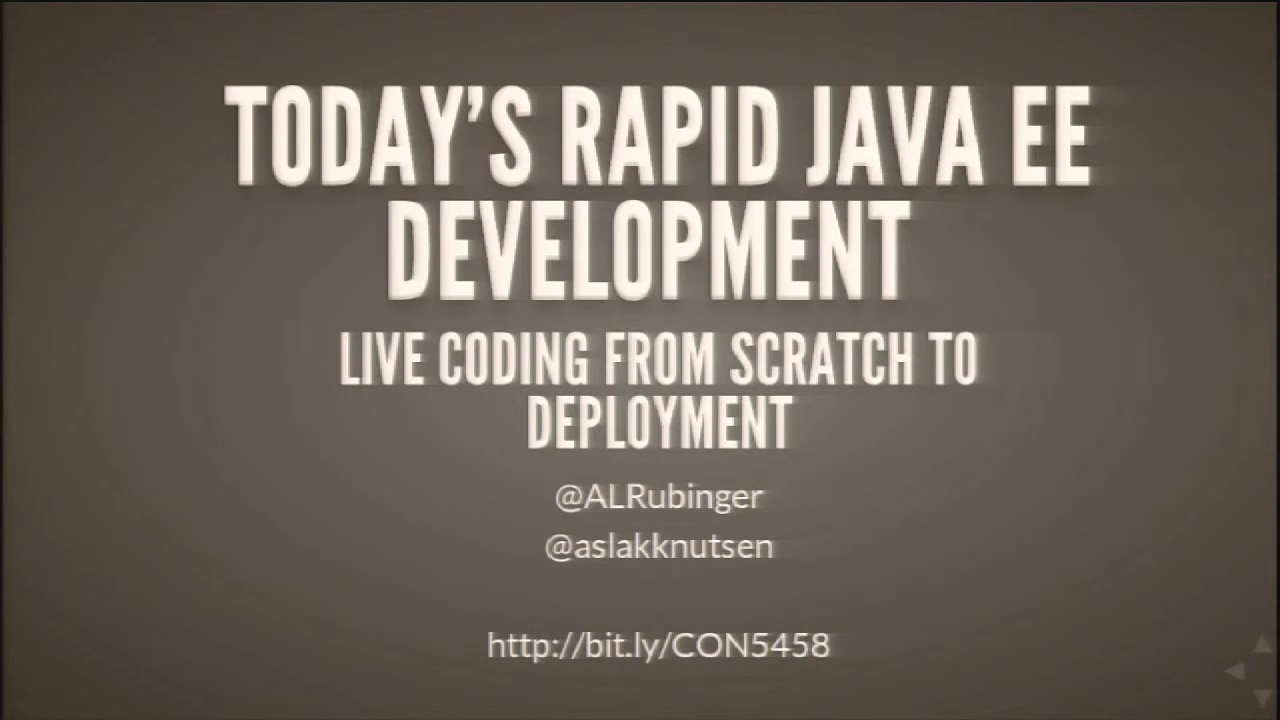 TODAY’S RAPID JAVA EE
DEVELOPMENT
LIVE CODING FROM SCRATCH TO
DEPLOYMENT
@ALRubinger
@aslakknutsen
http://bit.ly/CON5458